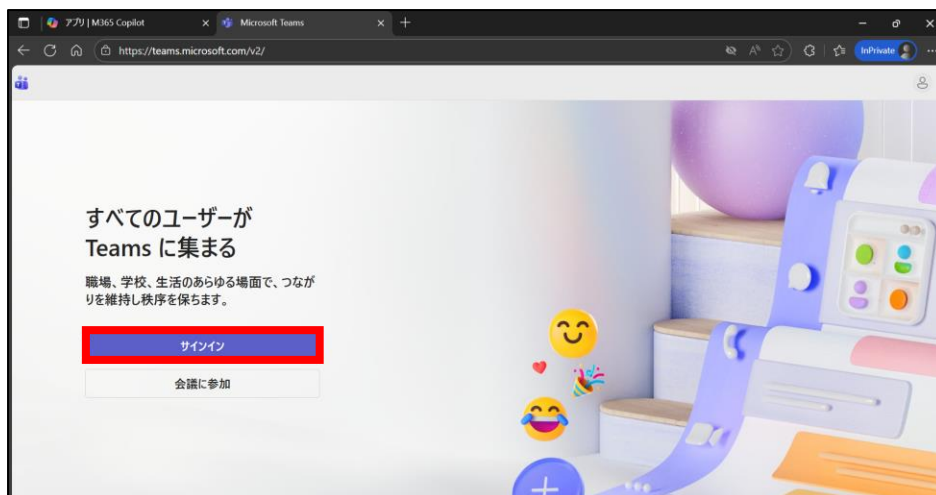 アプリ | M365 Copilot
Microsoft Teams
https://teams.microsoft.com/v2/
InPrivate
すべてのユーザーが
Teams に集まる
職場、学校、生活のあらゆる場面で、つなが
りを維持し秩序を保ちます。
サインイン
会議に参加